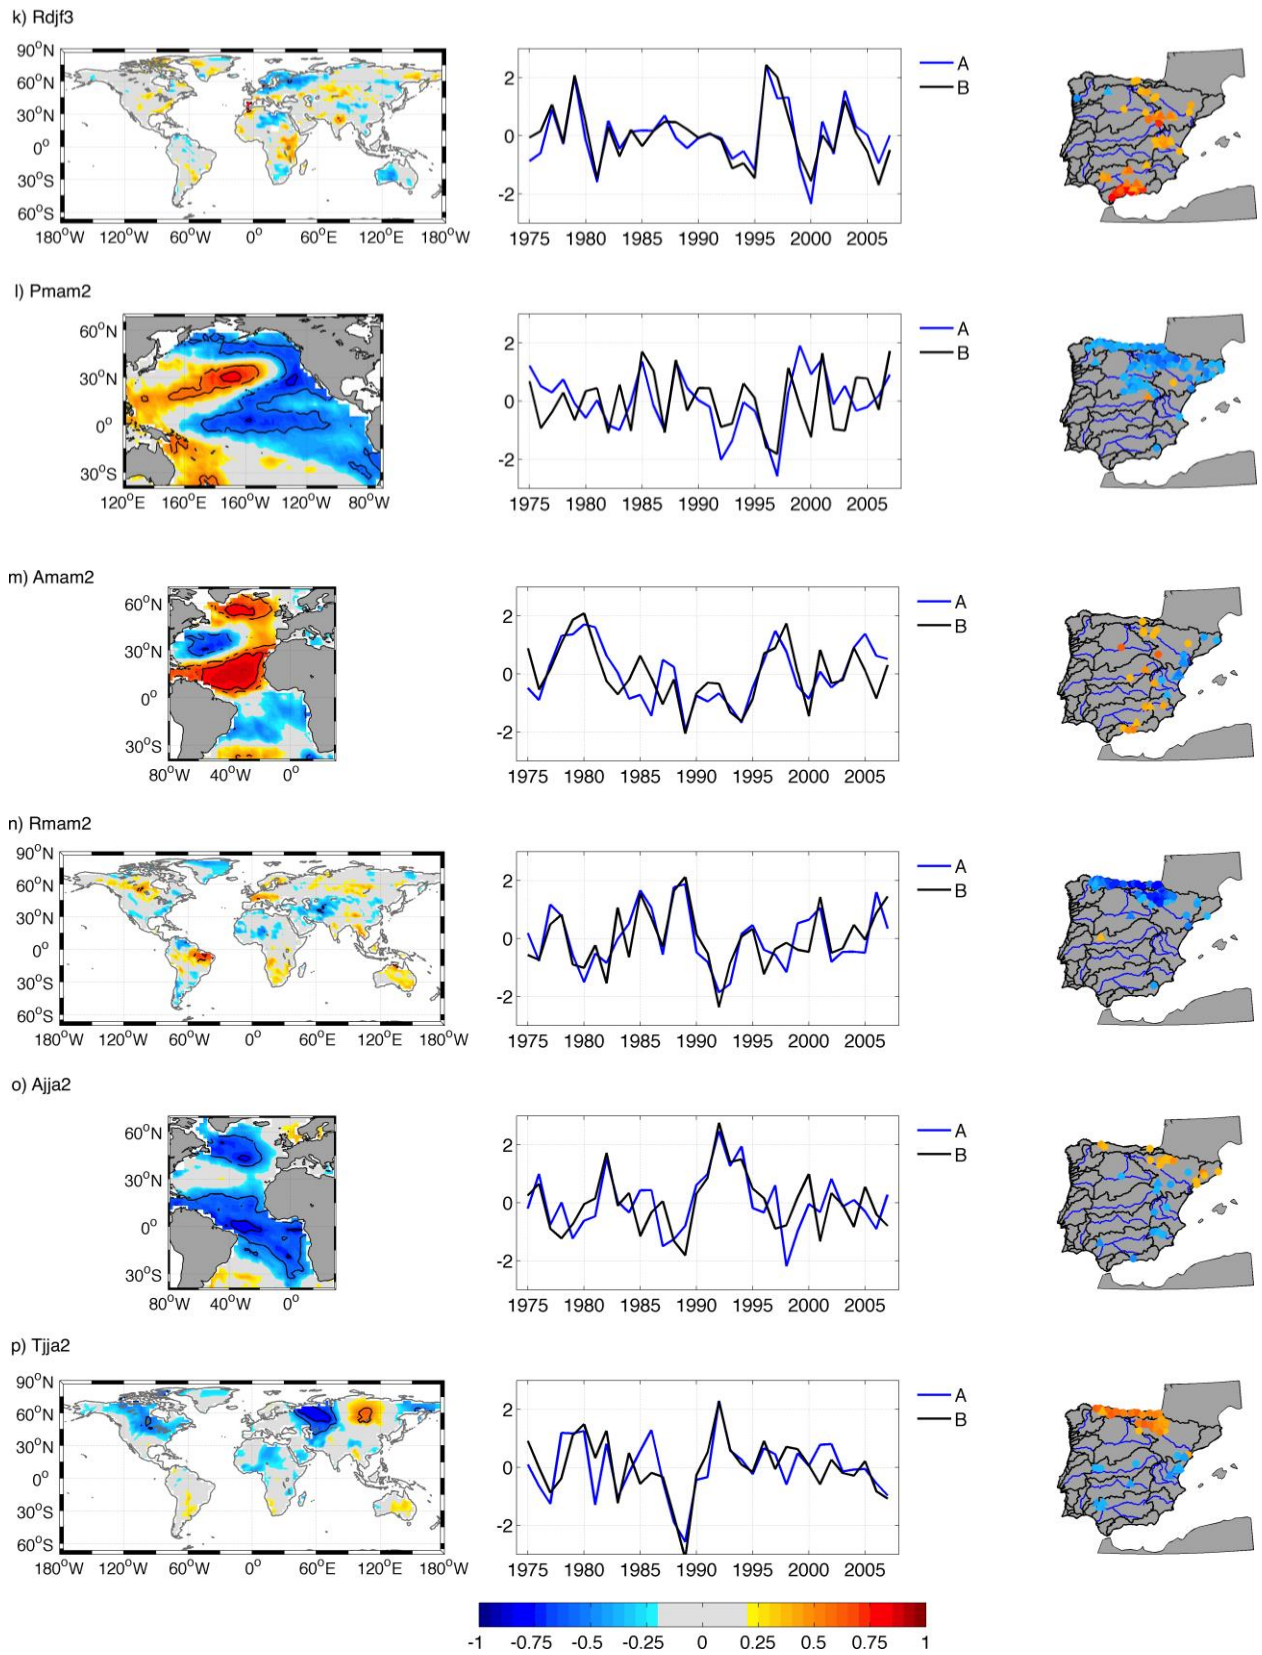 k) Rdjf3
90°N
60°N
30°N
0°
30°S
60°S
180°W 120°W 60°W 0° 60°E 120°E 180°W
2
0
-2
1975 1980 1985 1990 1995 2000 2005
A
B
l) Pmam2
60°N
30°N
0°
30°S
120°E 160°E 160°W 120°W 80°W
2
0
-2
1975 1980 1985 1990 1995 2000 2005
A
B
m) Amam2
60°N
30°N
0°
30°S
80°W 40°W 0°
2
0
-2
1975 1980 1985 1990 1995 2000 2005
A
B
n) Rmam2
90°N
60°N
30°N
0°
30°S
60°S
180°W 120°W 60°W 0° 60°E 120°E 180°W
2
0
-2
1975 1980 1985 1990 1995 2000 2005
A
B
o) Ajja2
60°N
30°N
0°
30°S
80°W 40°W 0°
2
0
-2
1975 1980 1985 1990 1995 2000 2005
A
B
p) Tjja2
90°N
60°N
30°N
0°
30°S
60°S
180°W 120°W 60°W 0° 60°E 120°E 180°W
2
0
-2
1975 1980 1985 1990 1995 2000 2005
A
B
-1 -0.75 -0.5 -0.25 0 0.25 0.5 0.75 1